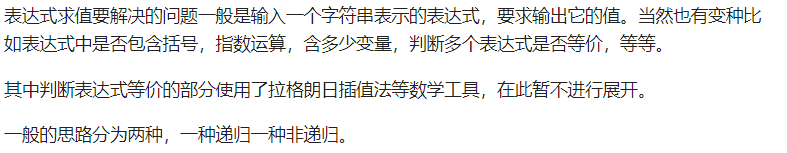 表达式求值要解决的问题一般是输入一个字符串表示的表达式，要求输出它的值。当然也有变种比
如表达式中是否包含括号，指数运算，含多少变量，判断多个表达式是否等价，等等。
其中判断表达式等价的部分使用了拉格朗日插值法等数学工具，在此暂不进行展开。
一般的思路分为两种，一种递归一种非递归。